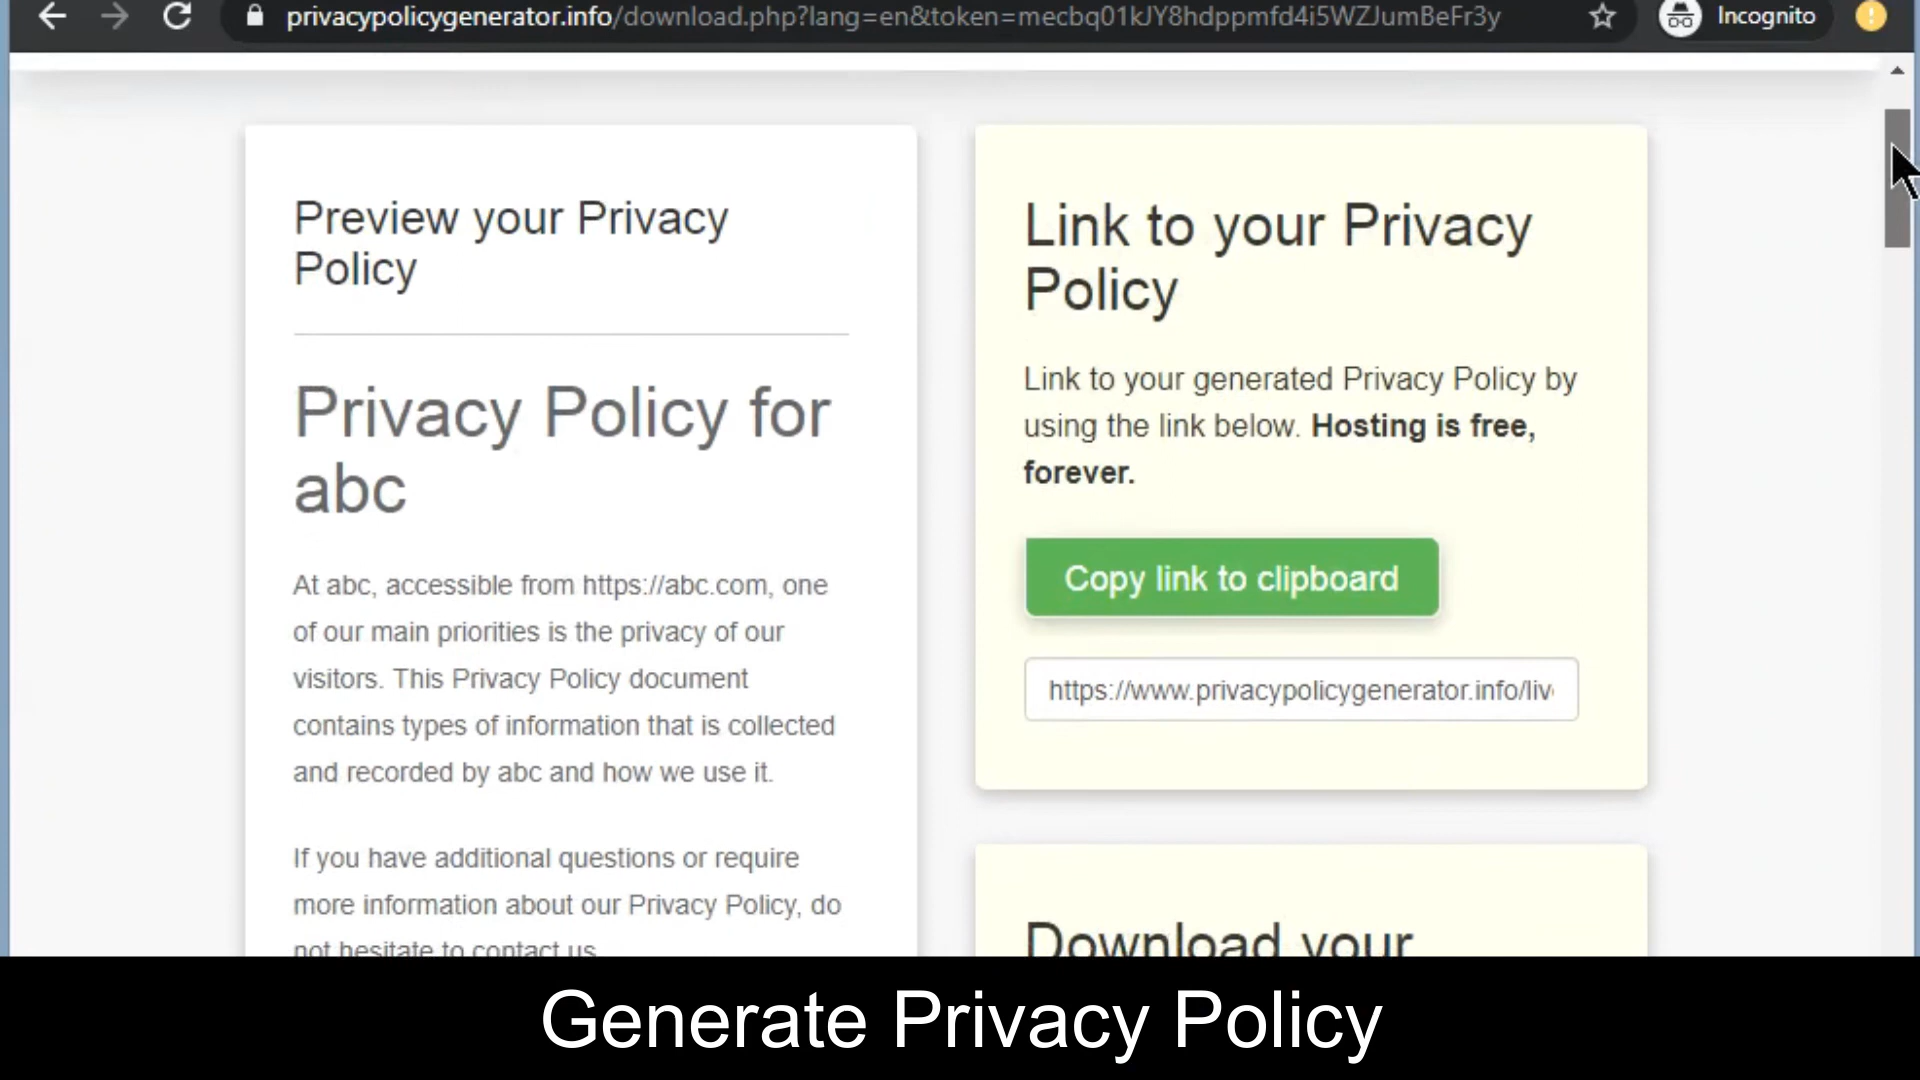 privacypolicygenerator.info/download.php?lang=en&token=mecbq01kJY8hdppmfd4i5WZJumBeFr3y
Incognito
Preview your Privacy
Policy
Privacy Policy for
abc
At abc, accessible from https://abc.com, one
of our main priorities is the privacy of our
visitors. This Privacy Policy document
contains types of information that is collected
and recorded by abc and how we use it.
If you have additional questions or require
more information about our Privacy Policy, do
not hesitate to contact us.
Link to your Privacy
Policy
Link to your generated Privacy Policy by
using the link below. Hosting is free,
forever.
Copy link to clipboard
https://www.privacypolicygenerator.info/liv
Download your
Generate Privacy Policy